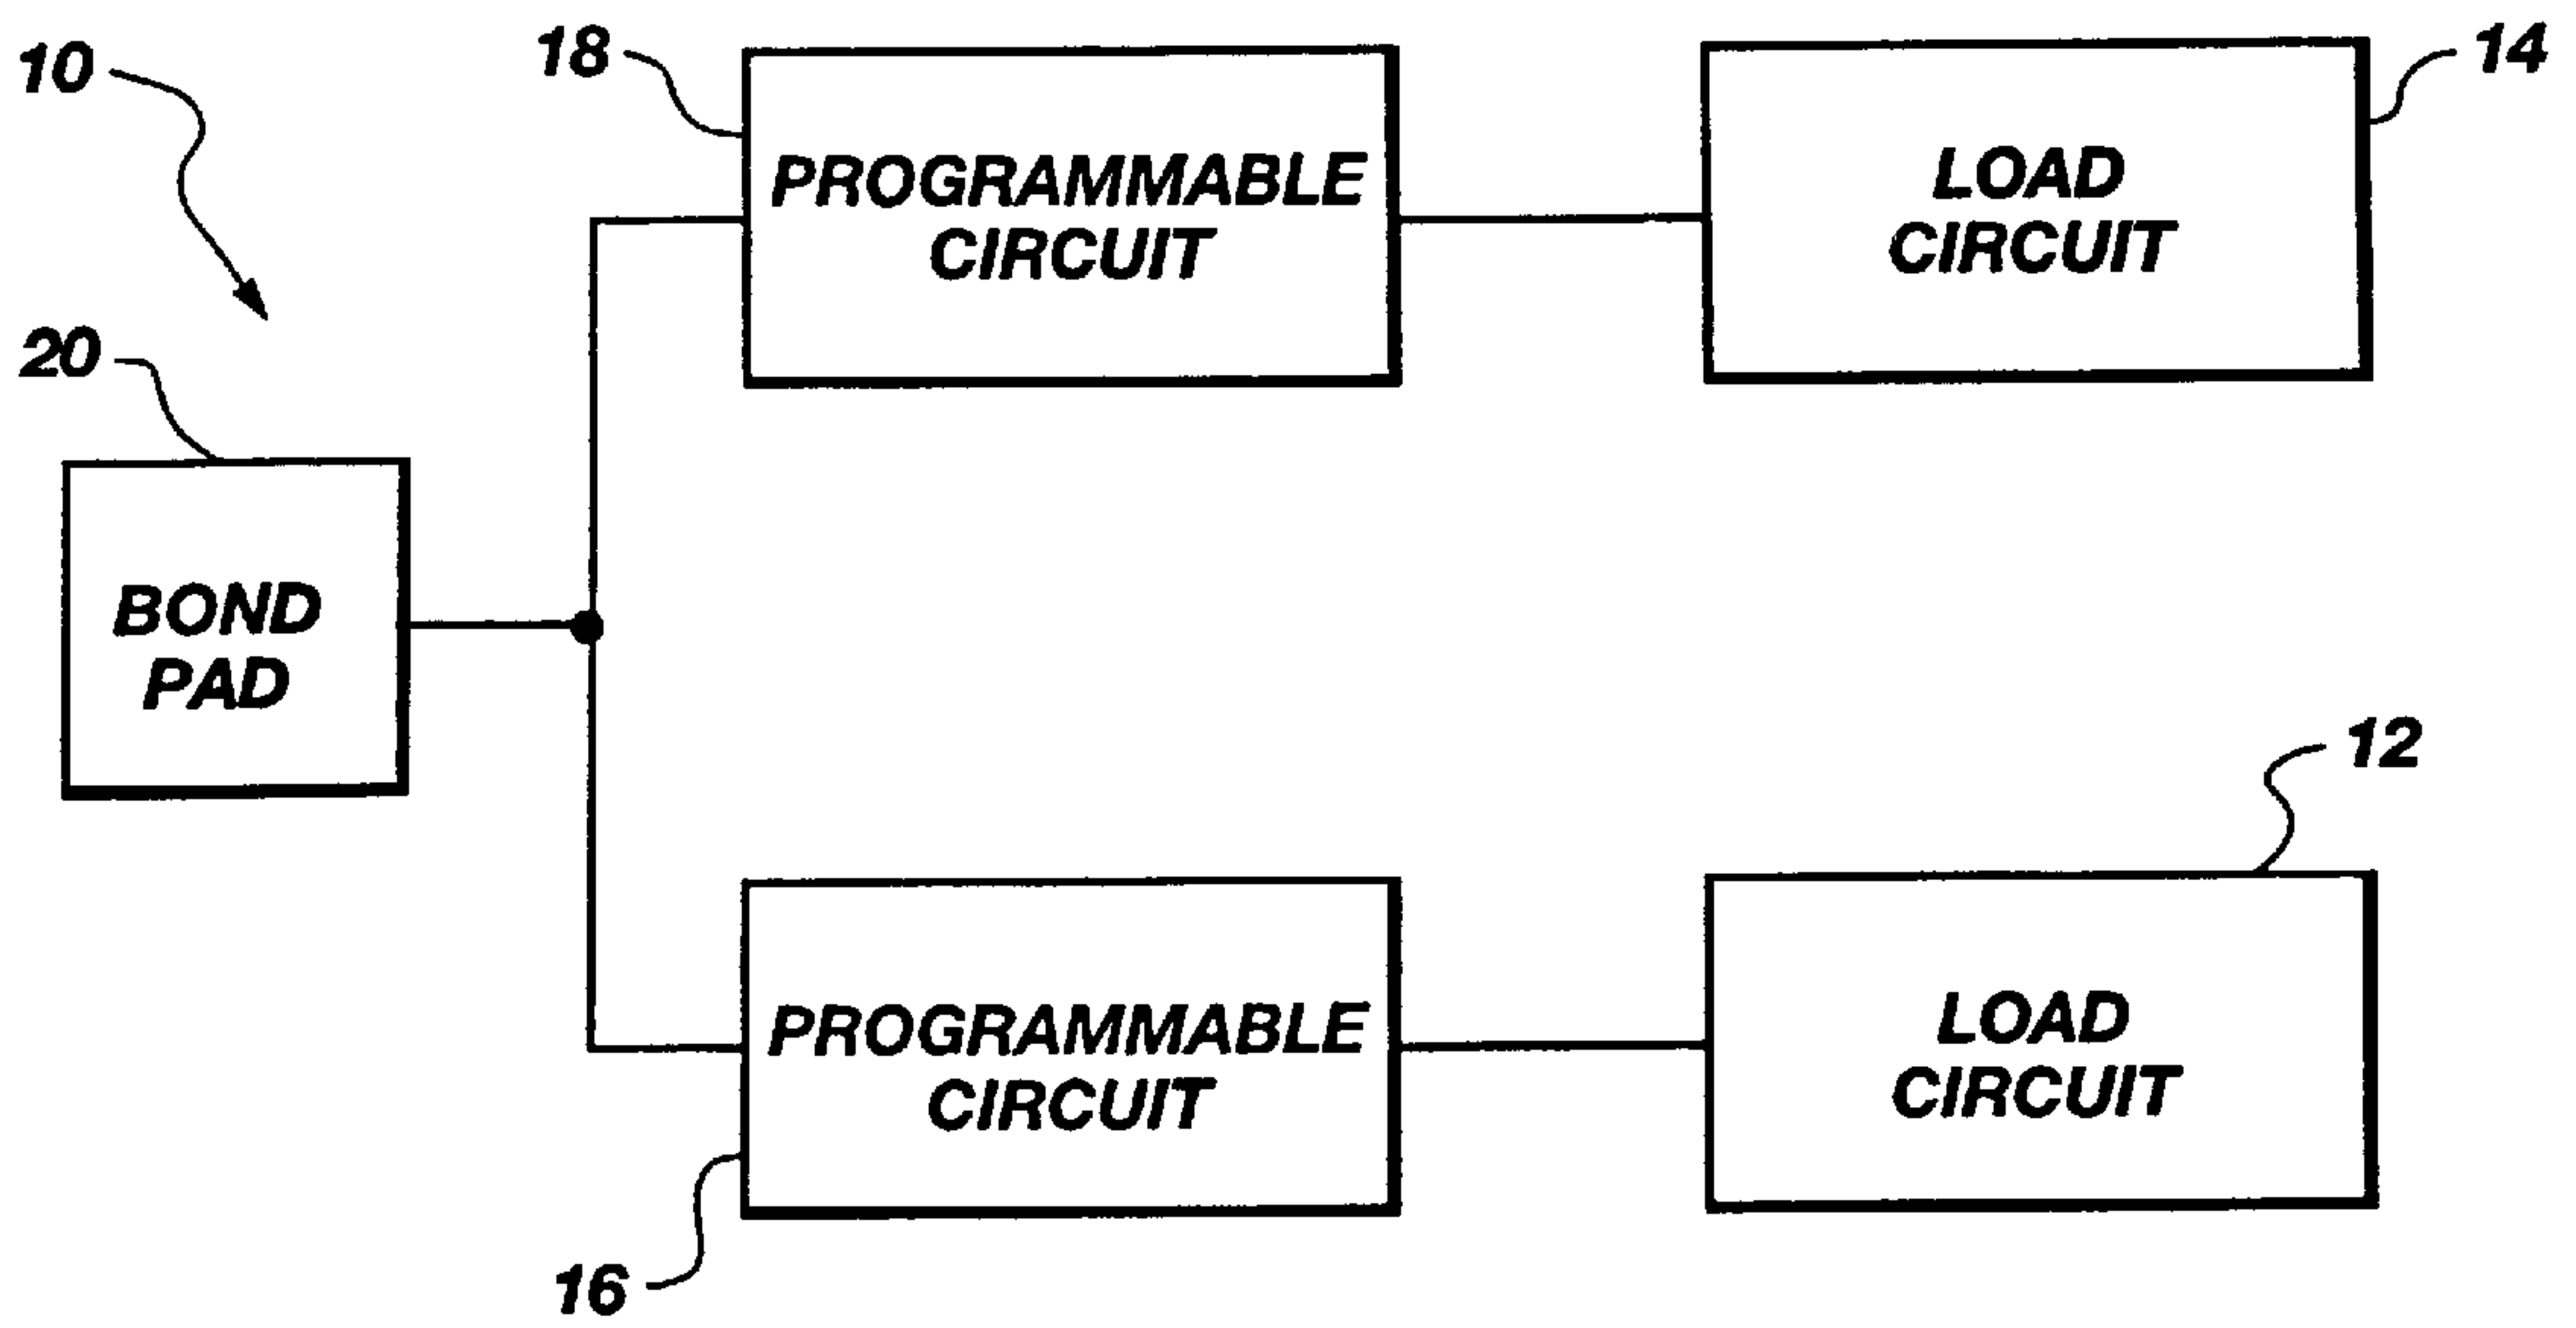 10
18
PROGRAMMABLE
CIRCUIT
LOAD
CIRCUIT
14
20
BOND
PAD
12
PROGRAMMABLE
CIRCUIT
LOAD
CIRCUIT
16